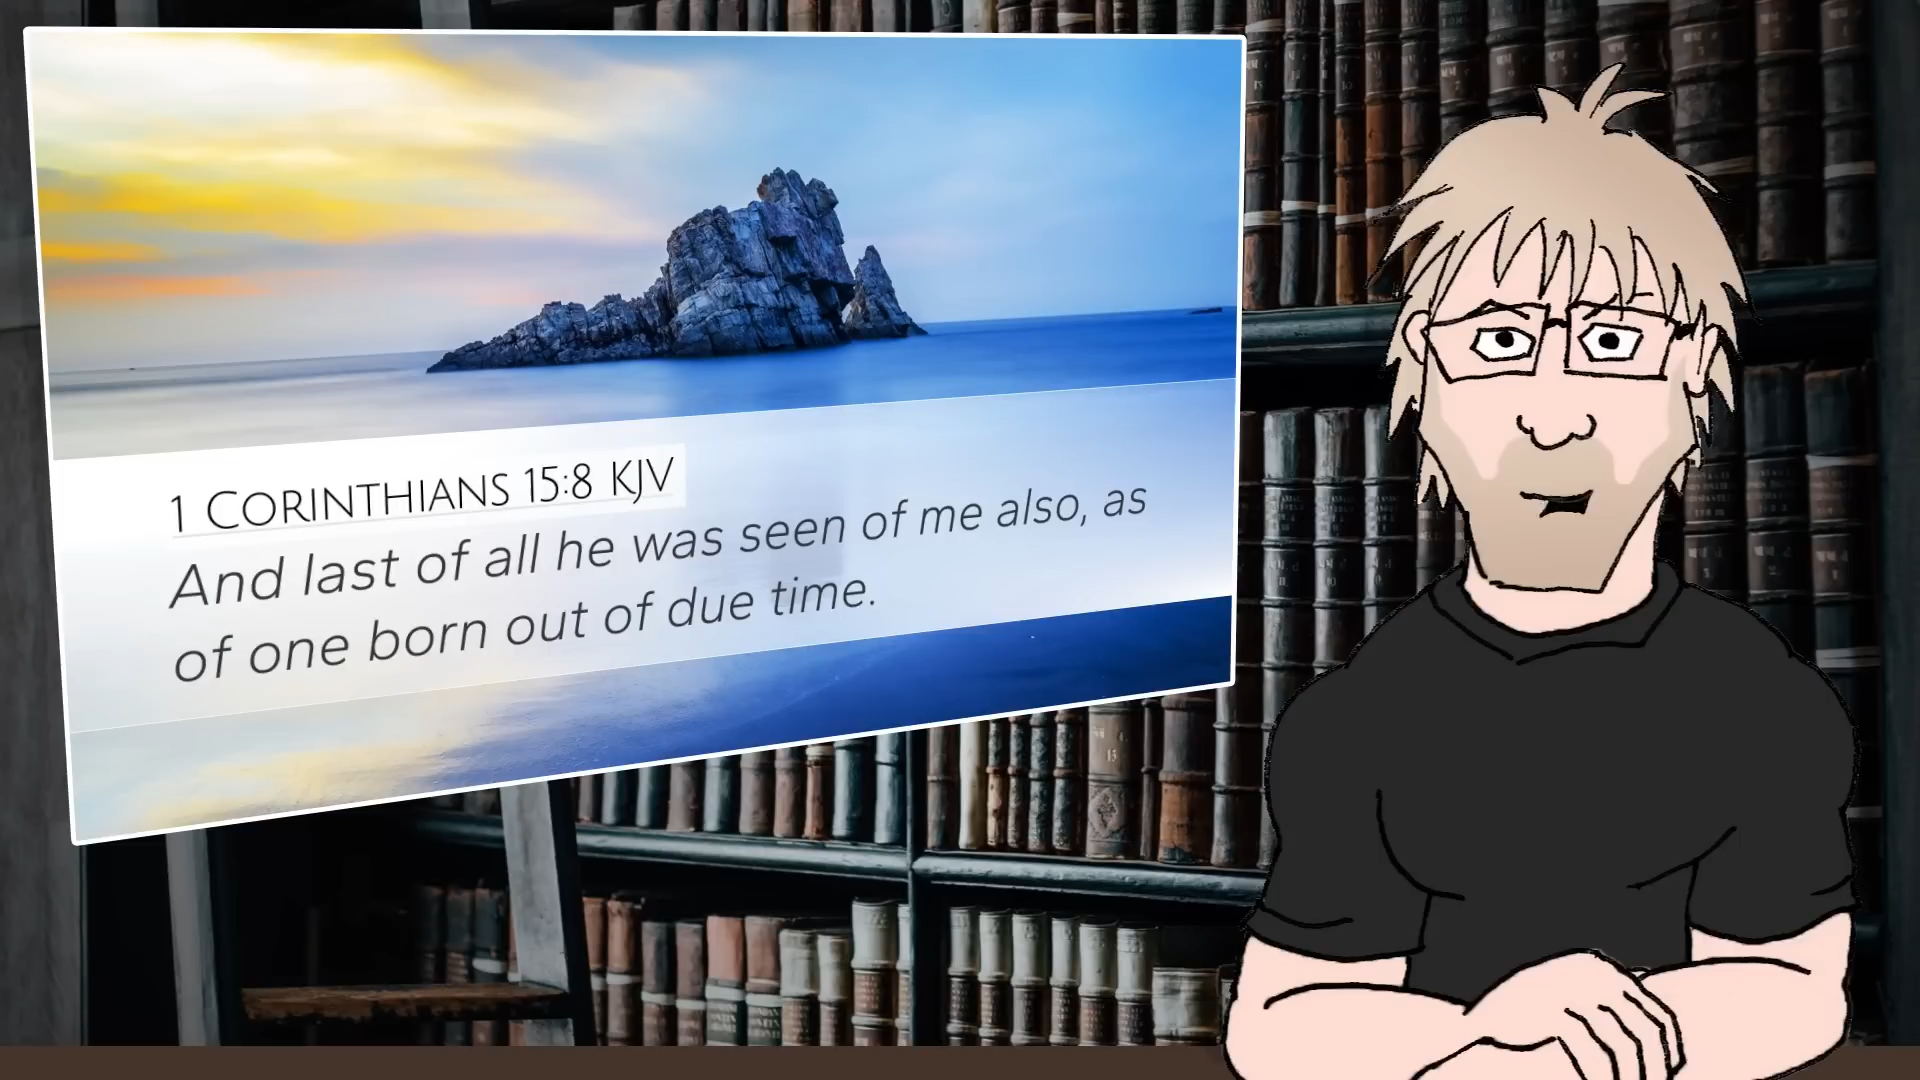 1 Corinthians 15:8 KJV
And last of all he was seen of me also, as
of one born out of due time.